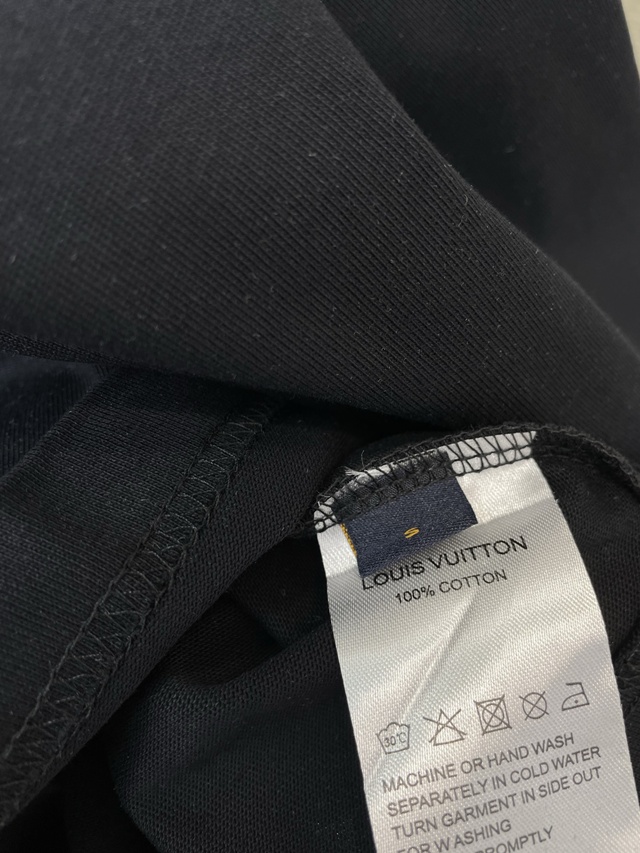 S
LOUIS VUITTON
100% COTTON
30°C
MACHINE OR HAND WASH
SEPARATELY IN COLD WATER
TURN GARMENT IN SIDE OUT
FOR W ASHING
PROMPTLY